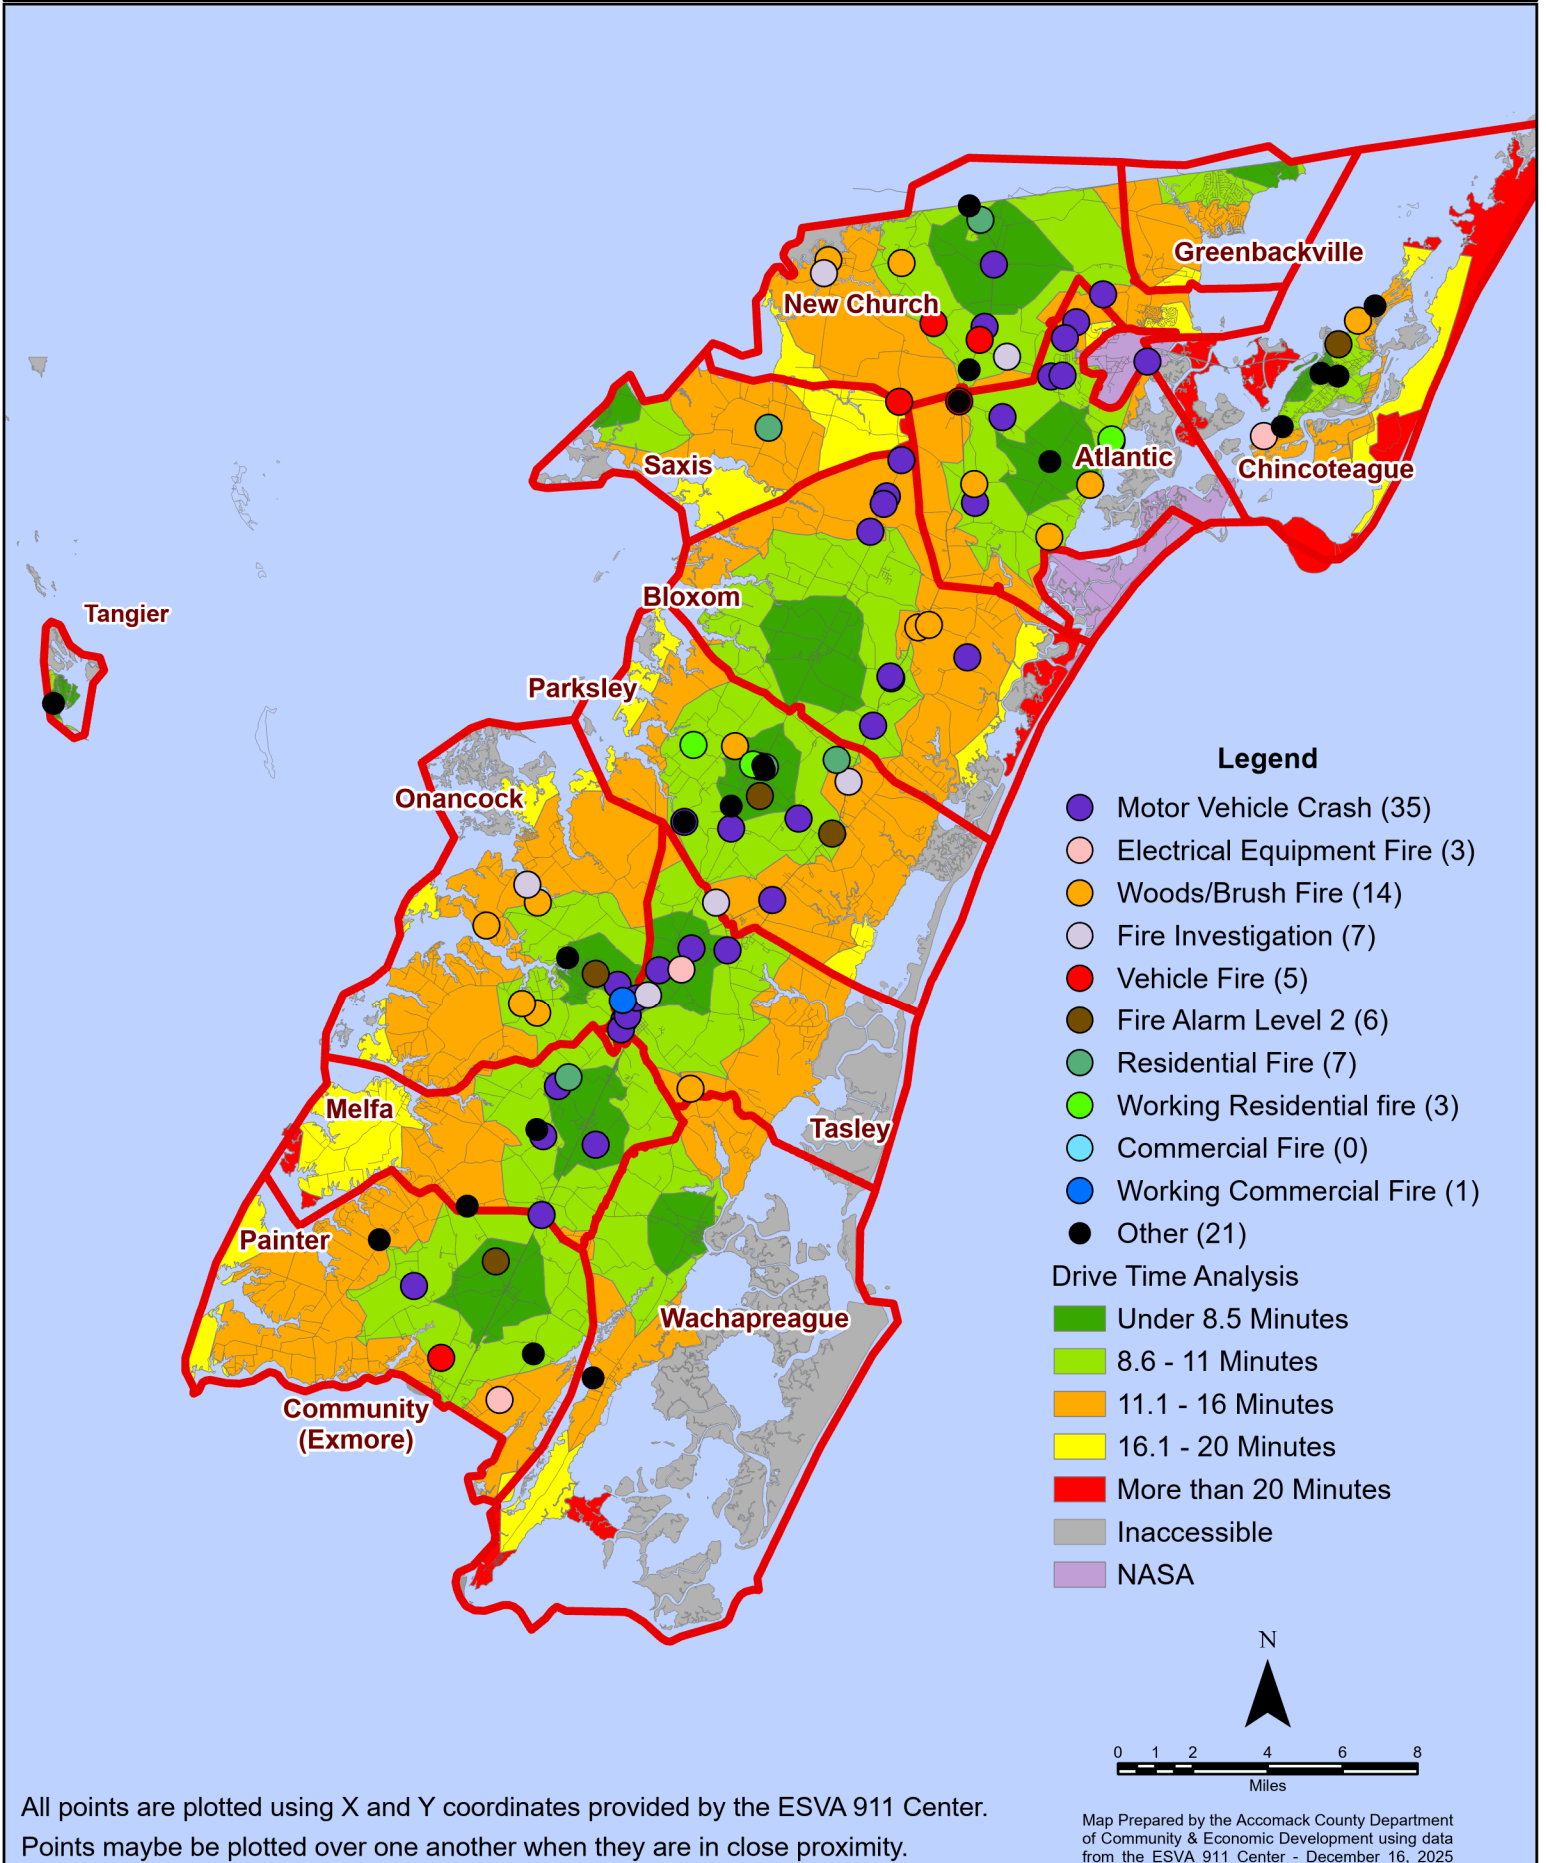 Greenbackville
New Church
Atlantic
Saxis
Chincoteague
Bloxom
Tangier
Parksley
Onancock
Melfa
Tasley
Painter
Wachapreague
Community
(Exmore)
Legend
Motor Vehicle Crash (35)
Electrical Equipment Fire (3)
Woods/Brush Fire (14)
Fire Investigation (7)
Vehicle Fire (5)
Fire Alarm Level 2 (6)
Residential Fire (7)
Working Residential fire (3)
Commercial Fire (0)
Working Commercial Fire (1)
Other (21)
Drive Time Analysis
Under 8.5 Minutes
8.6 - 11 Minutes
11.1 - 16 Minutes
16.1 - 20 Minutes
More than 20 Minutes
Inaccessible
NASA
N
0 1 2 4 6 8
Miles
All points are plotted using X and Y coordinates provided by the ESVA 911 Center.
Points maybe be plotted over one another when they are in close proximity.
Map Prepared by the Accomack County Department
of Community & Economic Development using data
from the ESVA 911 Center - December 16, 2025